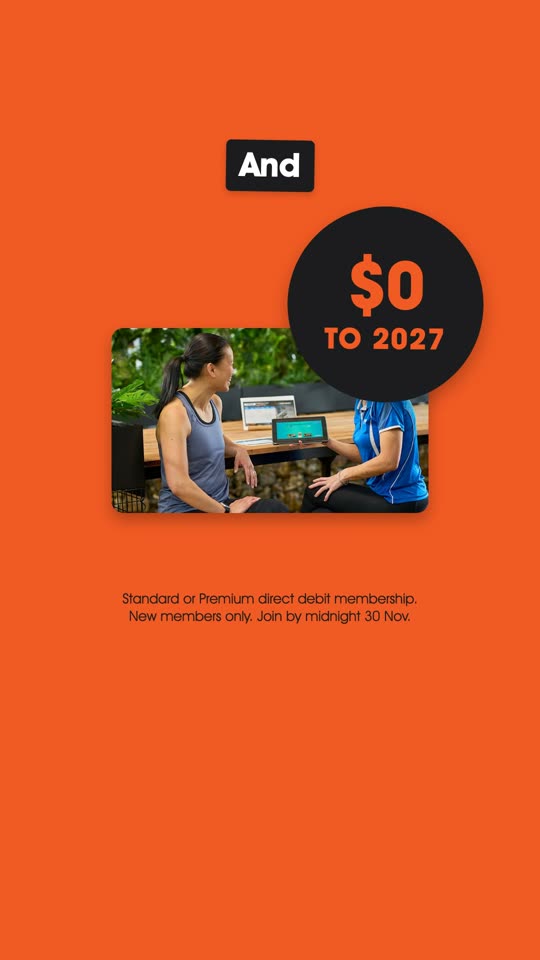 And
$0
TO 2027
Standard or Premium direct debit membership.
New members only. Join by midnight 30 Nov.